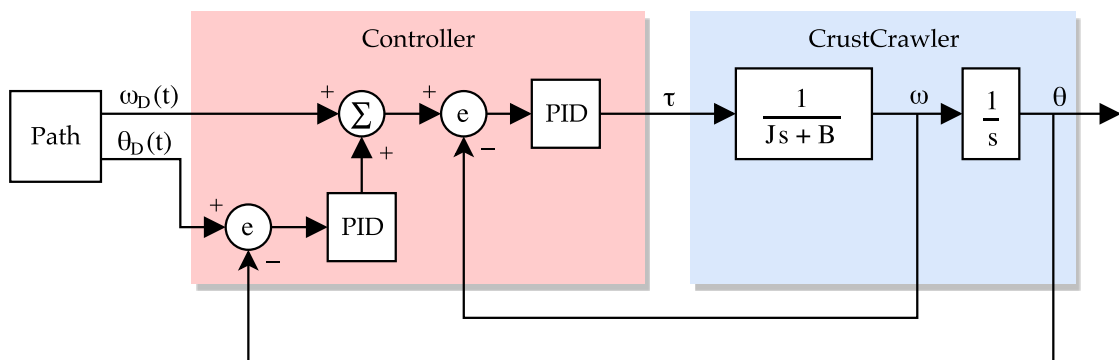 Controller
CrustCrawler
Path
ω_D(t)
θ_D(t)
+
Σ
+
+
e
−
PID
τ
1
Js + B
ω
1
s
θ
+
e
−
PID